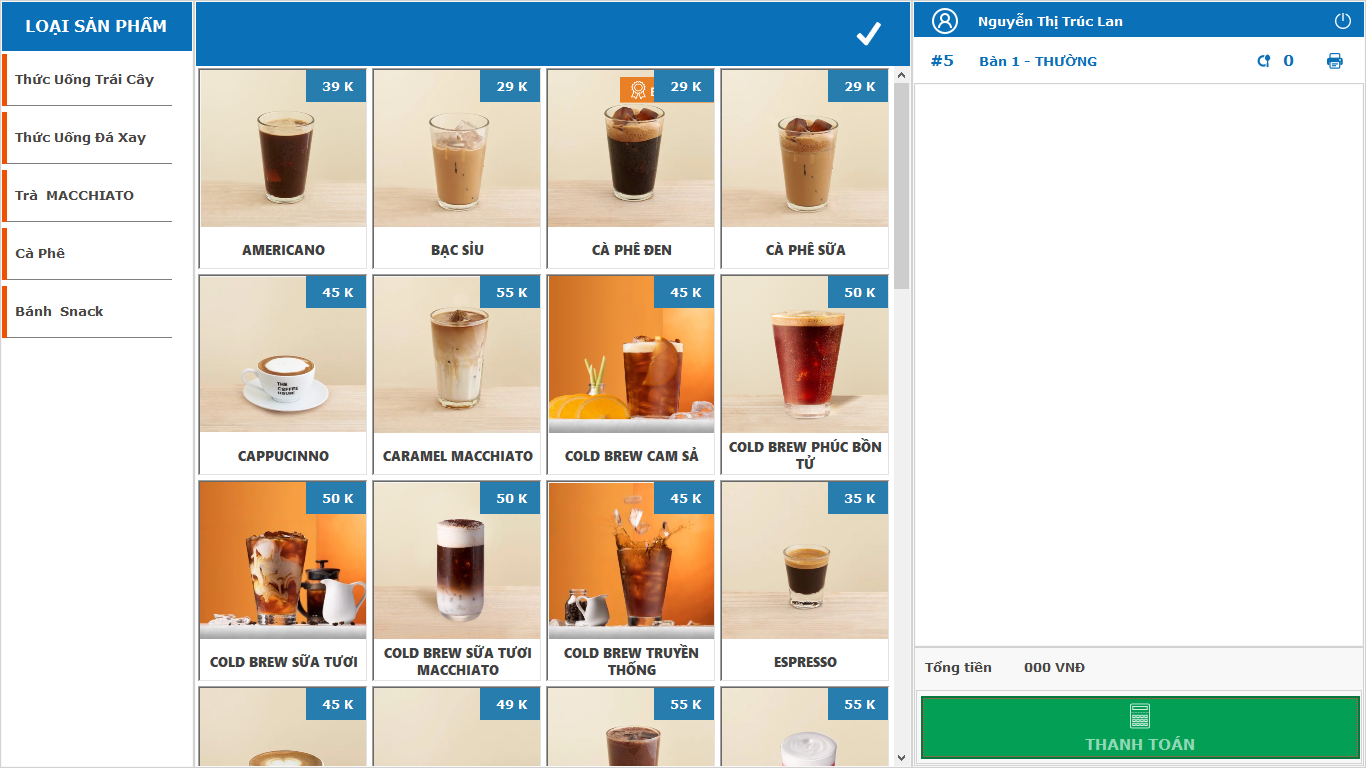 LOẠI SẢN PHẨM
Thức Uống Trái Cây
Thức Uống Đá Xay
Trà  MACCHIATO
Cà Phê
Bánh  Snack
39 K
29 K
29 K
29 K
AMERICANO
BẠC SỈU
CÀ PHÊ ĐEN
CÀ PHÊ SỮA
45 K
55 K
45 K
50 K
THE
COFFEE
HOUSE
CAPPUCINNO
CARAMEL MACCHIATO
COLD BREW CAM SẢ
COLD BREW PHÚC BỒN
TỬ
50 K
50 K
45 K
35 K
COLD BREW SỮA TƯƠI
COLD BREW SỮA TƯƠI
MACCHIATO
COLD BREW TRUYỀN
THỐNG
ESPRESSO
45 K
49 K
55 K
55 K
Nguyễn Thị Trúc Lan
#5
Bàn 1 - THƯỜNG
0
Tổng tiền
000 VNĐ
THANH TOÁN